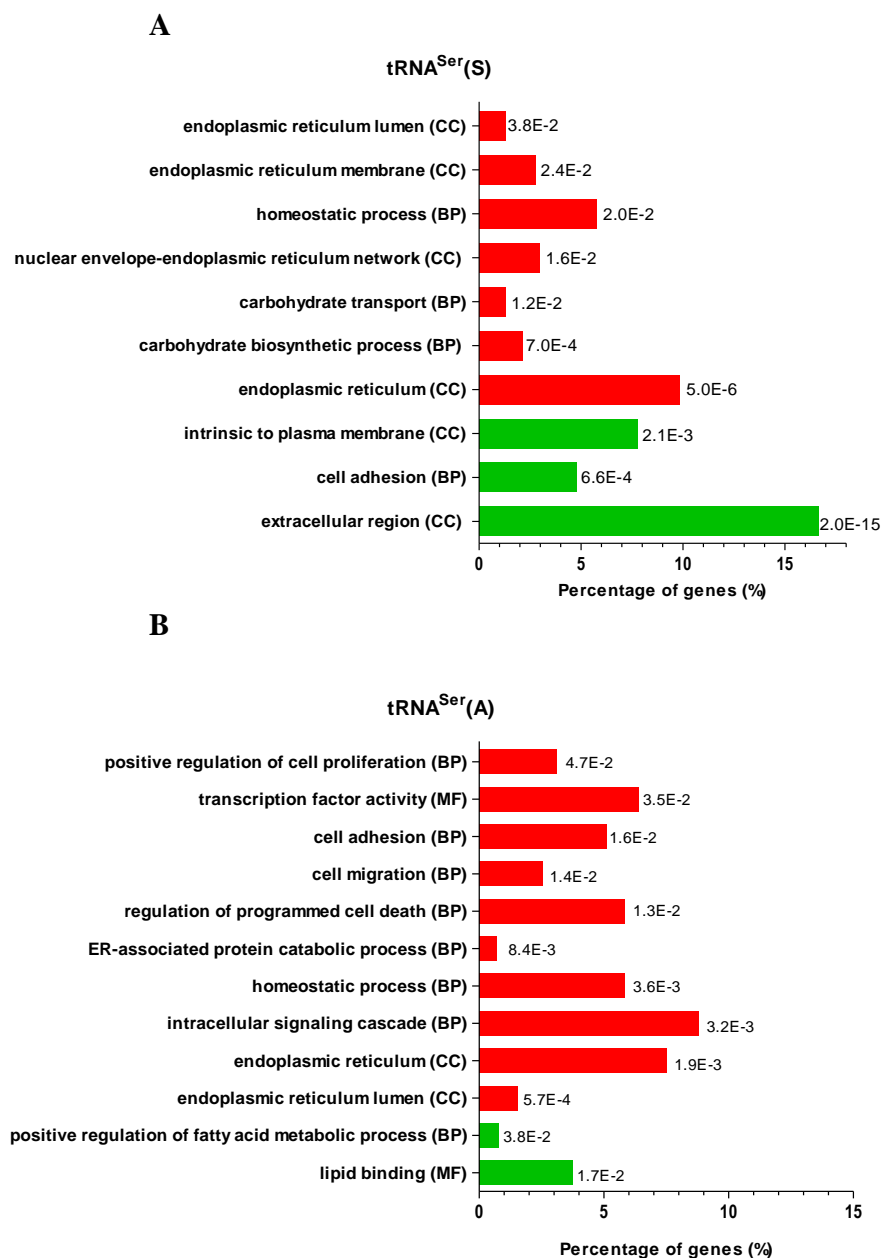 A
tRNASer(S)
endoplasmic reticulum lumen (CC) 3.8E-2
endoplasmic reticulum membrane (CC) 2.4E-2
homeostatic process (BP) 2.0E-2
nuclear envelope-endoplasmic reticulum network (CC) 1.6E-2
carbohydrate transport (BP) 1.2E-2
carbohydrate biosynthetic process (BP) 7.0E-4
endoplasmic reticulum (CC) 5.0E-6
intrinsic to plasma membrane (CC) 2.1E-3
cell adhesion (BP) 6.6E-4
extracellular region (CC) 2.0E-15
0 5 10 15
Percentage of genes (%)
B
tRNASer(A)
positive regulation of cell proliferation (BP) 4.7E-2
transcription factor activity (MF) 3.5E-2
cell adhesion (BP) 1.6E-2
cell migration (BP) 1.4E-2
regulation of programmed cell death (BP) 1.3E-2
ER-associated protein catabolic process (BP) 8.4E-3
homeostatic process (BP) 3.6E-3
intracellular signaling cascade (BP) 3.2E-3
endoplasmic reticulum (CC) 1.9E-3
endoplasmic reticulum lumen (CC) 5.7E-4
positive regulation of fatty acid metabolic process (BP) 3.8E-2
lipid binding (MF) 1.7E-2
0 5 10 15
Percentage of genes (%)